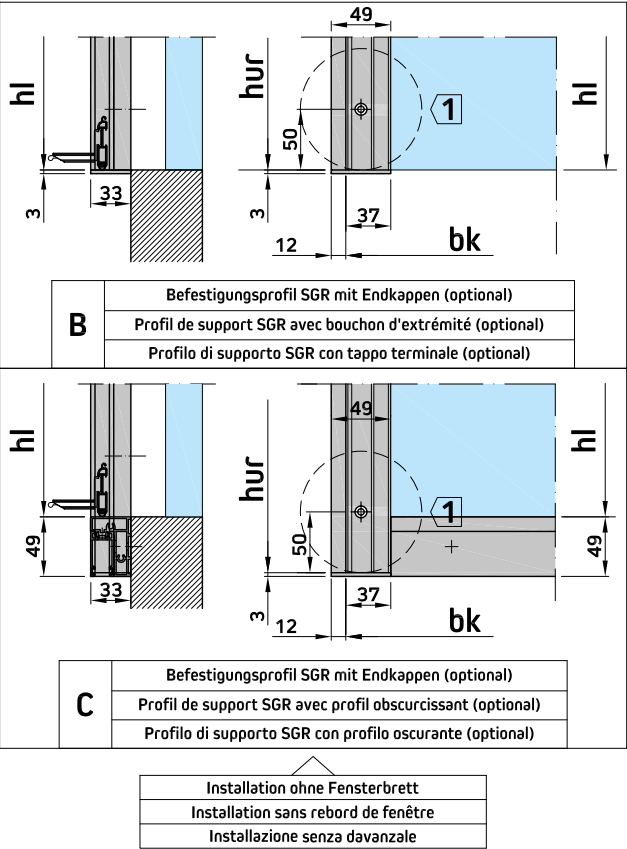 49
hl
hur
hl
1
50
33
37
3
3
12
bk
B
Befestigungsprofil SGR mit Endkappen (optional)
Profil de support SGR avec bouchon d'extrémité (optional)
Profilo di supporto SGR con tappo terminale (optional)
hl
49
hl
hur
1
50
49
49
33
37
3
12
bk
C
Befestigungsprofil SGR mit Endkappen (optional)
Profil de support SGR avec profil obscurcissant (optional)
Profilo di supporto SGR con profilo oscurante (optional)
Installation ohne Fensterbrett
Installation sans rebord de fenêtre
Installazione senza davanzale